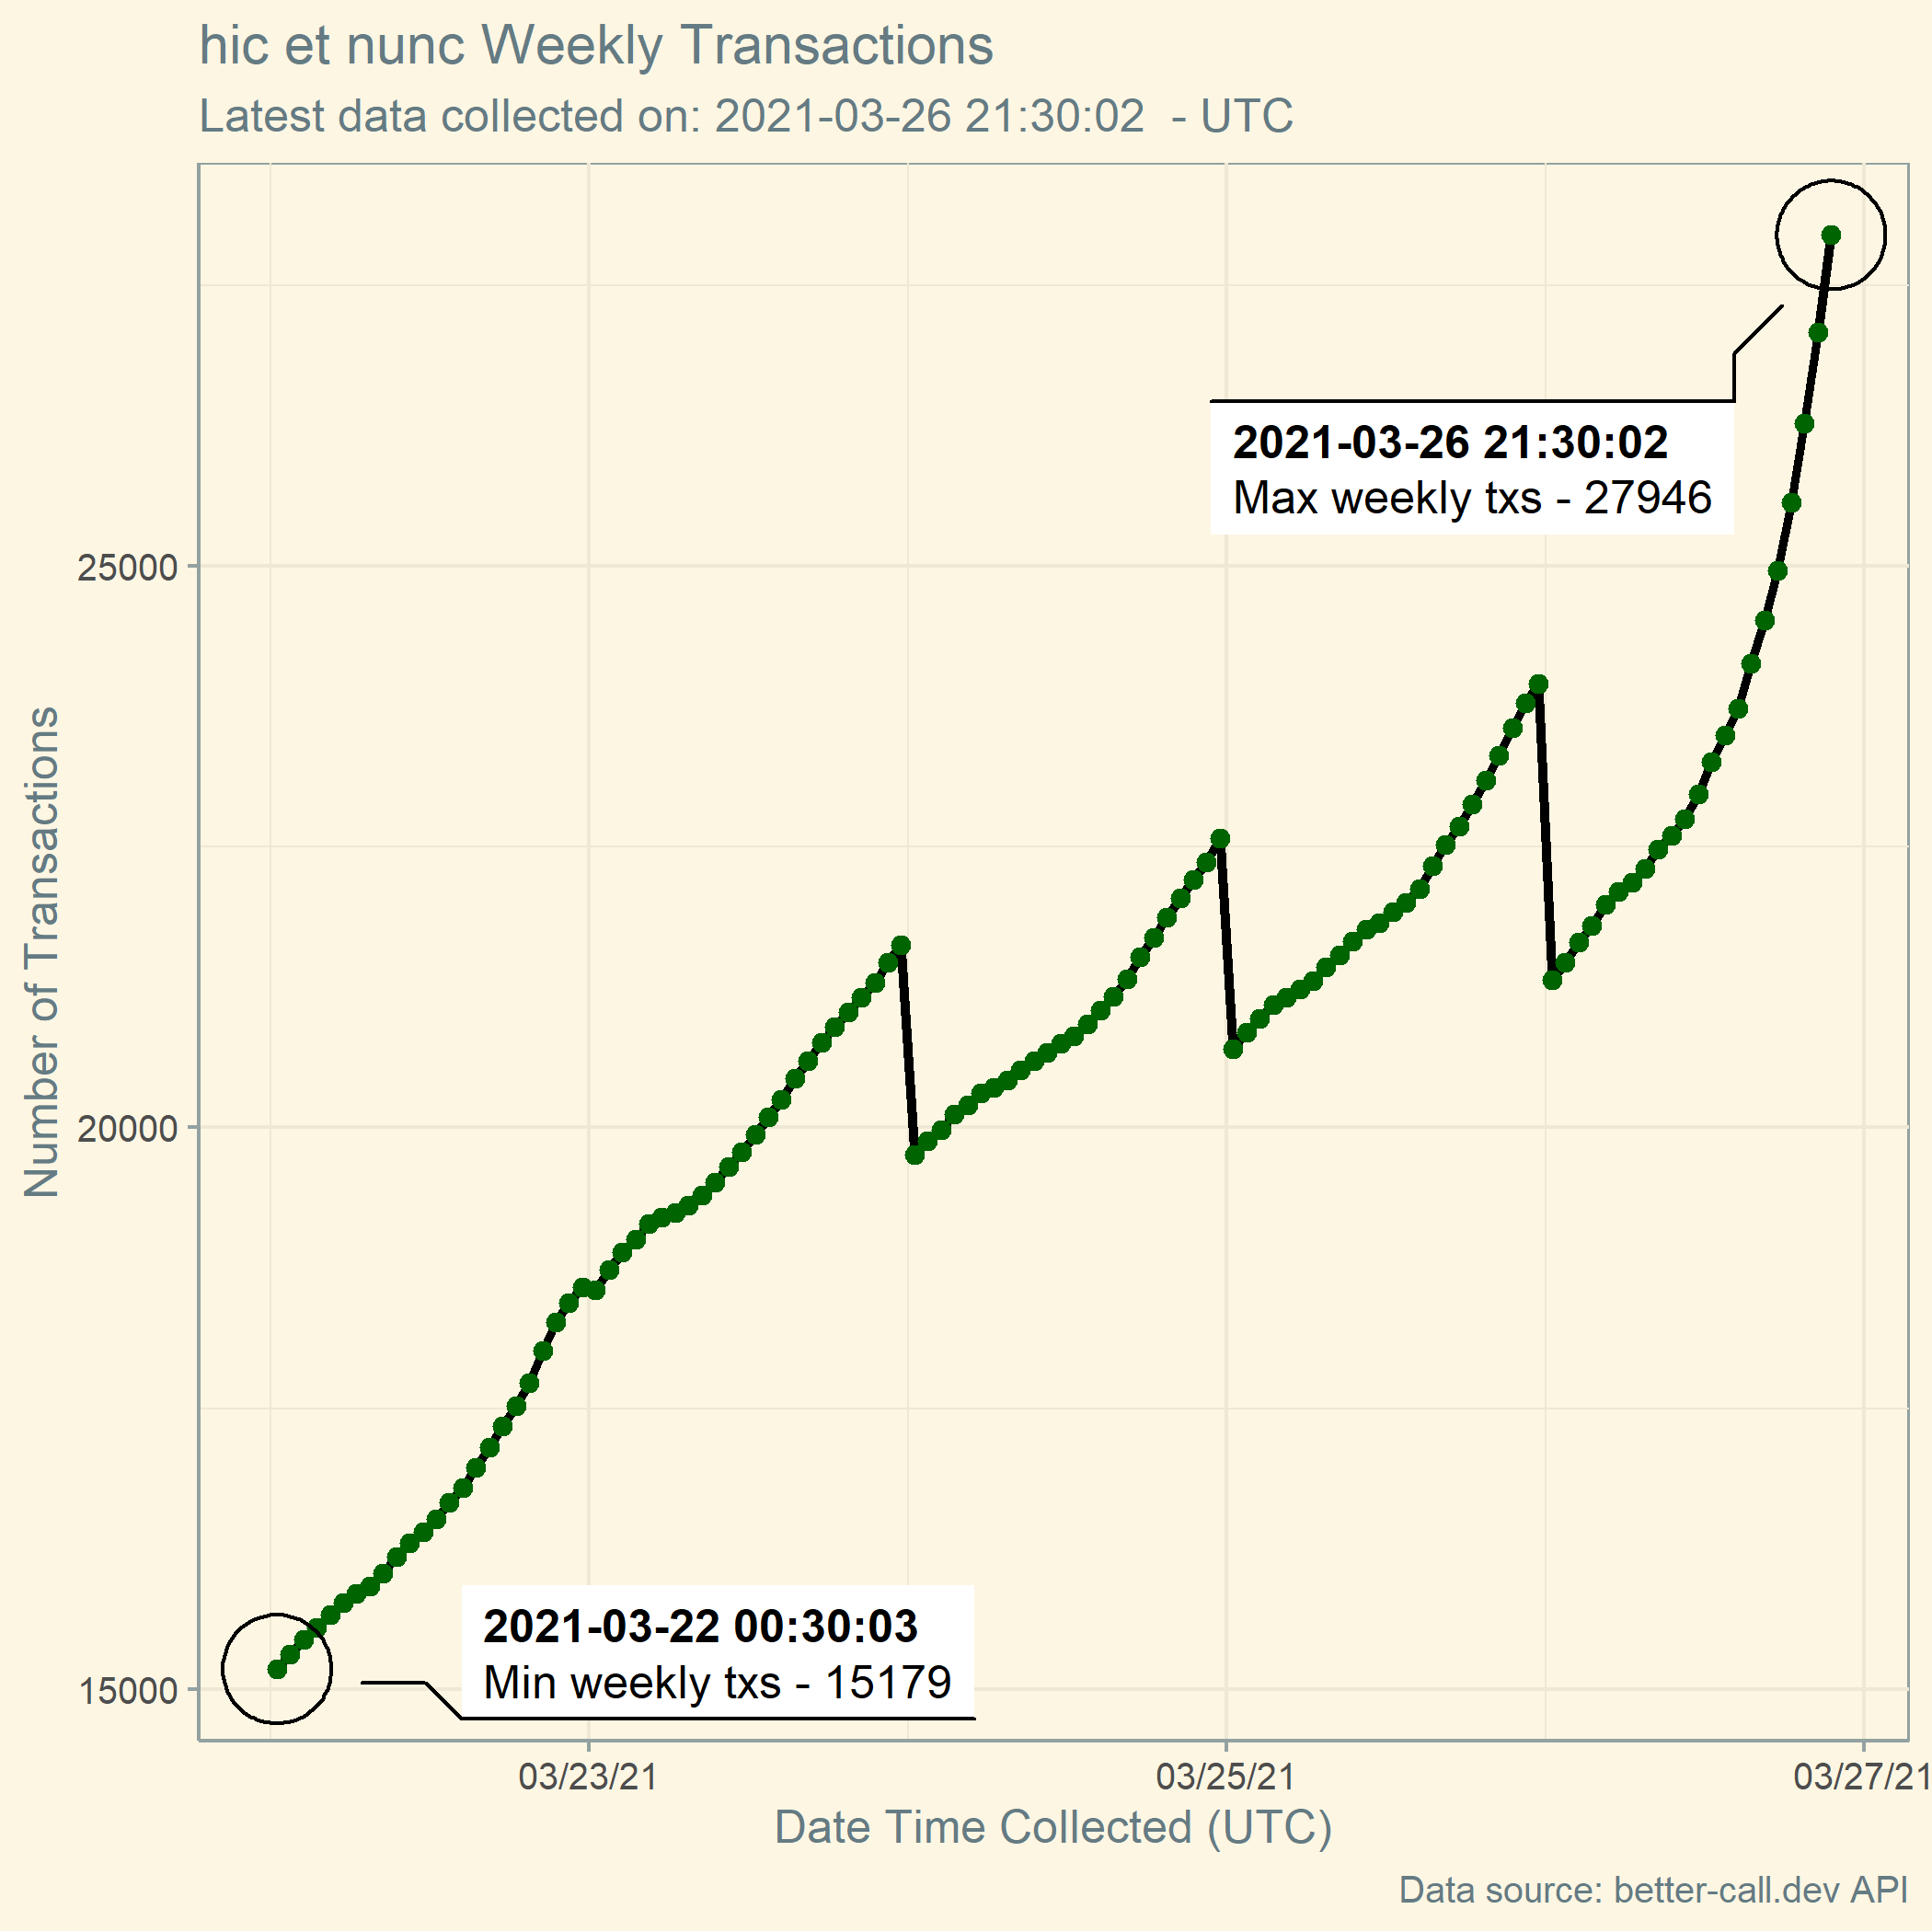 hic et nunc Weekly Transactions
Latest data collected on: 2021-03-26 21:30:02  - UTC
2021-03-26 21:30:02
Max weekly txs - 27946
25000
Number of Transactions
20000
2021-03-22 00:30:03
Min weekly txs - 15179
15000
03/23/21
03/25/21
03/27/21
Date Time Collected (UTC)
Data source: better-call.dev API